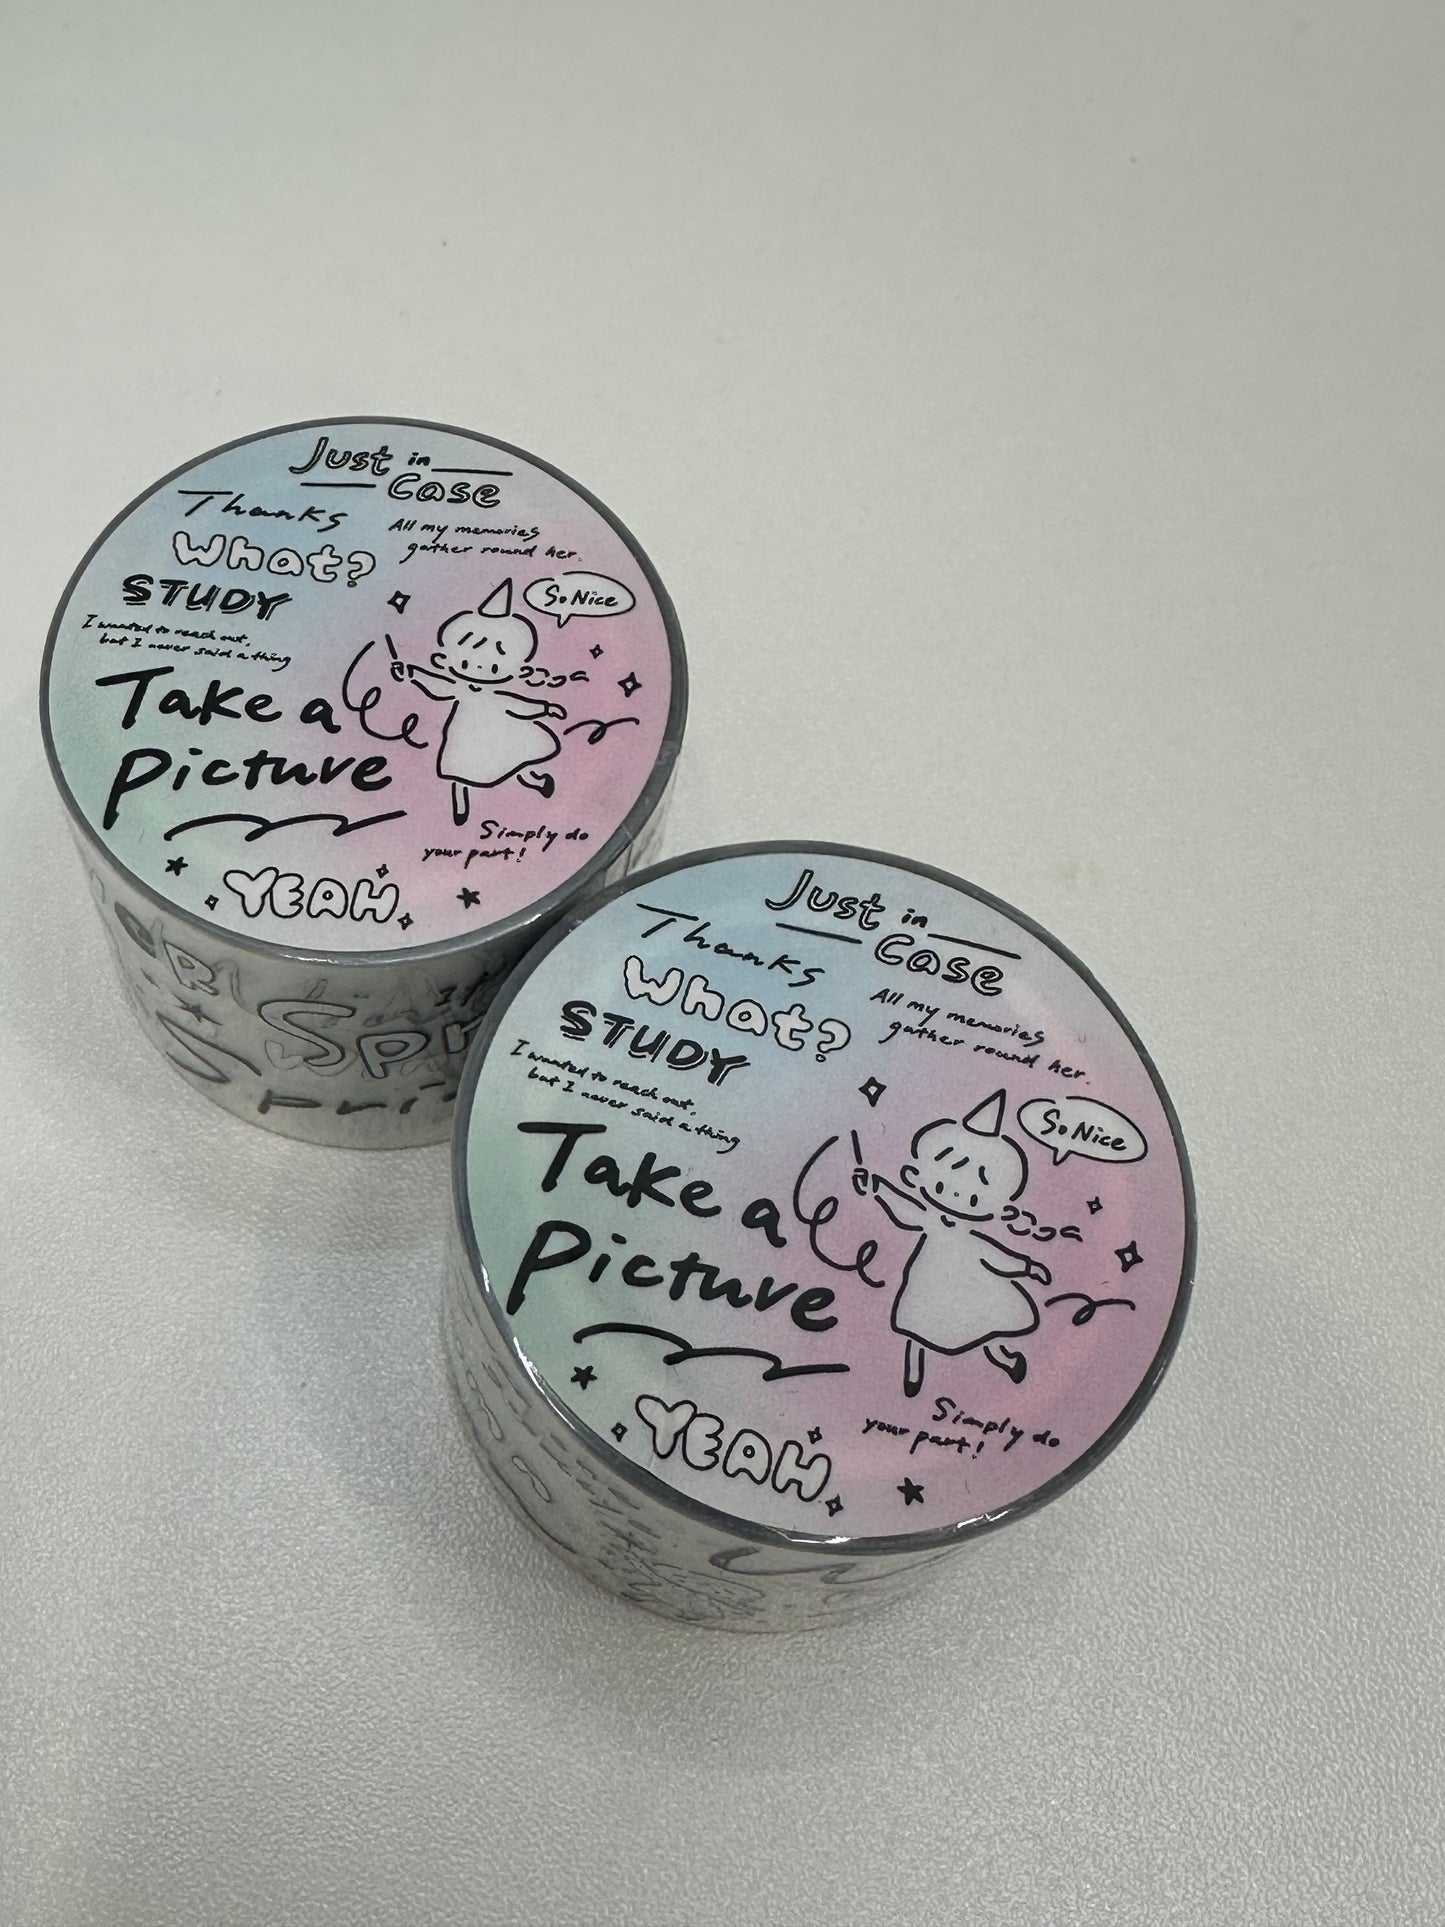 Just in
Case
Thanks
All my memories
gather round her.
What?
STUDY
So Nice
I wanted to reach out,
but I never said a thing
Take a
picture
Simply do
your part!
YEAH
Spr
pri
Just in
Case
Thanks
All my memories
gather round her.
What?
STUDY
So Nice
I wanted to reach out,
but I never said a thing
Take a
picture
Simply do
your part!
YEAH